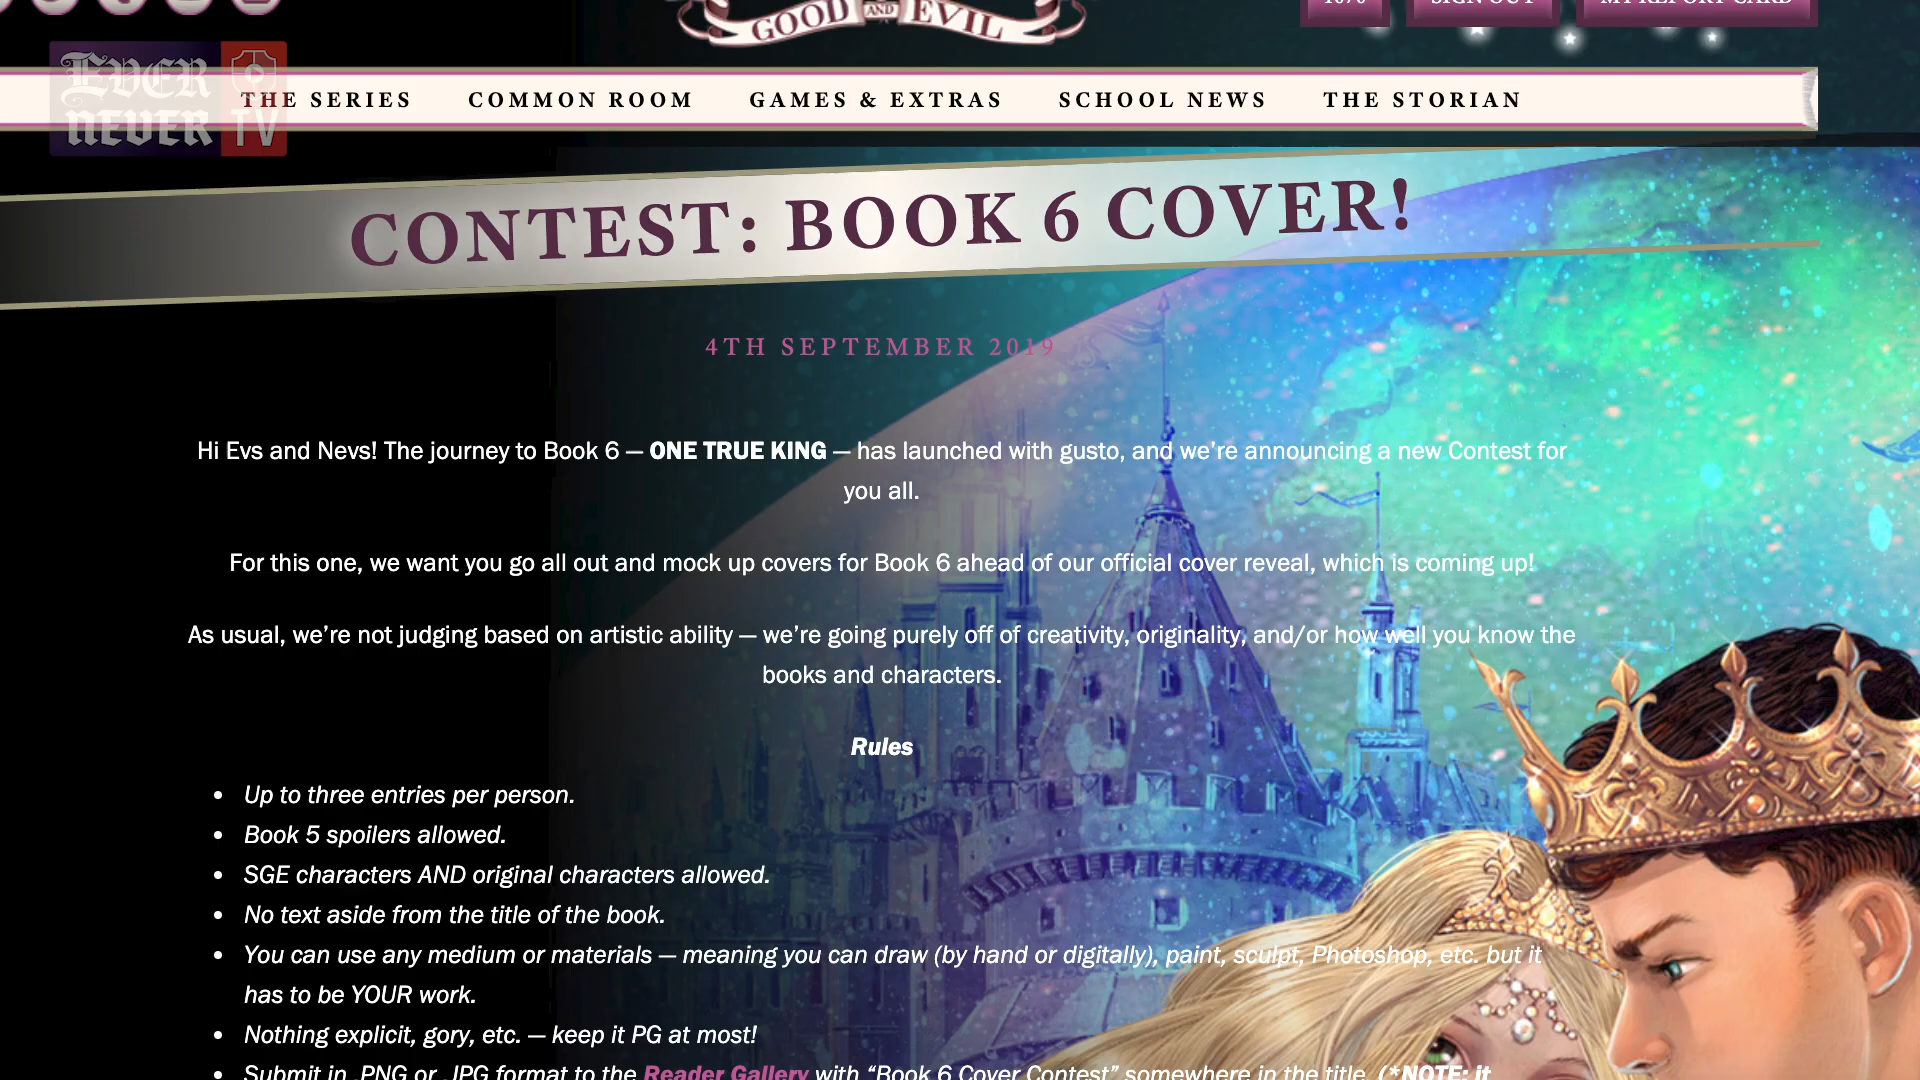 GOOD AND EVIL
SIGN OUT
MY REPORT CARD
EVER
NEVER
TV
THE SERIES COMMON ROOM GAMES & EXTRAS SCHOOL NEWS THE STORIAN
CONTEST: BOOK 6 COVER!
4TH SEPTEMBER 2019
Hi Evs and Nevs! The journey to Book 6 — ONE TRUE KING — has launched with gusto, and we’re announcing a new Contest for
you all.
For this one, we want you go all out and mock up covers for Book 6 ahead of our official cover reveal, which is coming up!
As usual, we’re not judging based on artistic ability — we’re going purely off of creativity, originality, and/or how well you know the
books and characters.
Rules
• Up to three entries per person.
• Book 5 spoilers allowed.
• SGE characters AND original characters allowed.
• No text aside from the title of the book.
• You can use any medium or materials — meaning you can draw (by hand or digitally), paint, sculpt, Photoshop, etc. but it
has to be YOUR work.
• Nothing explicit, gory, etc. — keep it PG at most!
• Submit in .PNG or .JPG format to the Reader Gallery with “Book 6 Cover Contest” somewhere in the title. (*NOTE: it